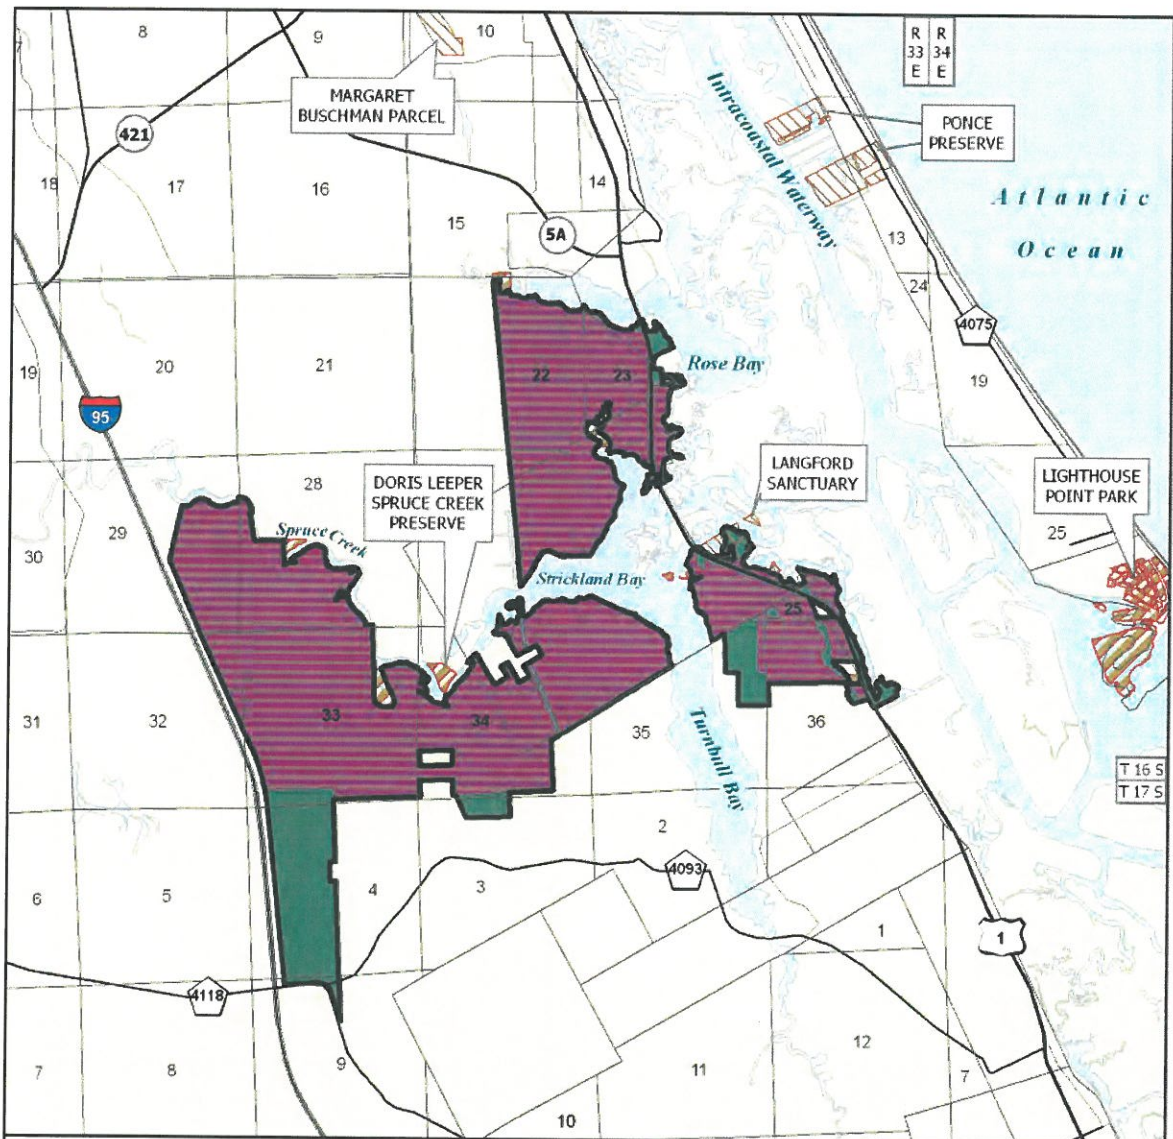 8
9
10
R
33
E
R
34
E
MARGARET
BUSCHMAN PARCEL
421
PONCE
PRESERVE
Intracoastal Waterway
18
17
16
15
14
13
5A
Atlantic
Ocean
24
4075
19
20
21
22
23
Rose Bay
19
95
28
DORIS LEEPER
SPRUCE CREEK
PRESERVE
LANGFORD
SANCTUARY
LIGHTHOUSE
POINT PARK
30
29
Spruce Creek
25
Strickland Bay
25
31
32
33
34
35
36
Turnbull Bay
T 16 S
T 17 S
2
4093
6
5
4
3
1
1
4118
7
8
9
10
11
12
7